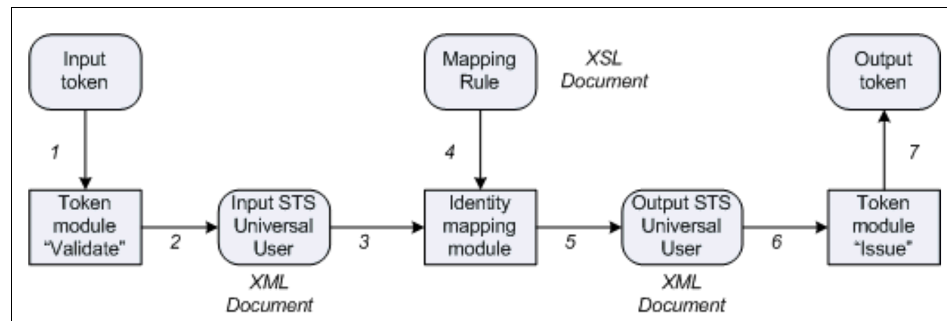 Input
token
Mapping
Rule
XSL
Document
Output
token
1
4
7
Token
module
“Validate”
2
Input STS
Universal
User
3
Identity
mapping
module
5
Output STS
Universal
User
6
Token
module
“Issue”
XML
Document
XML
Document